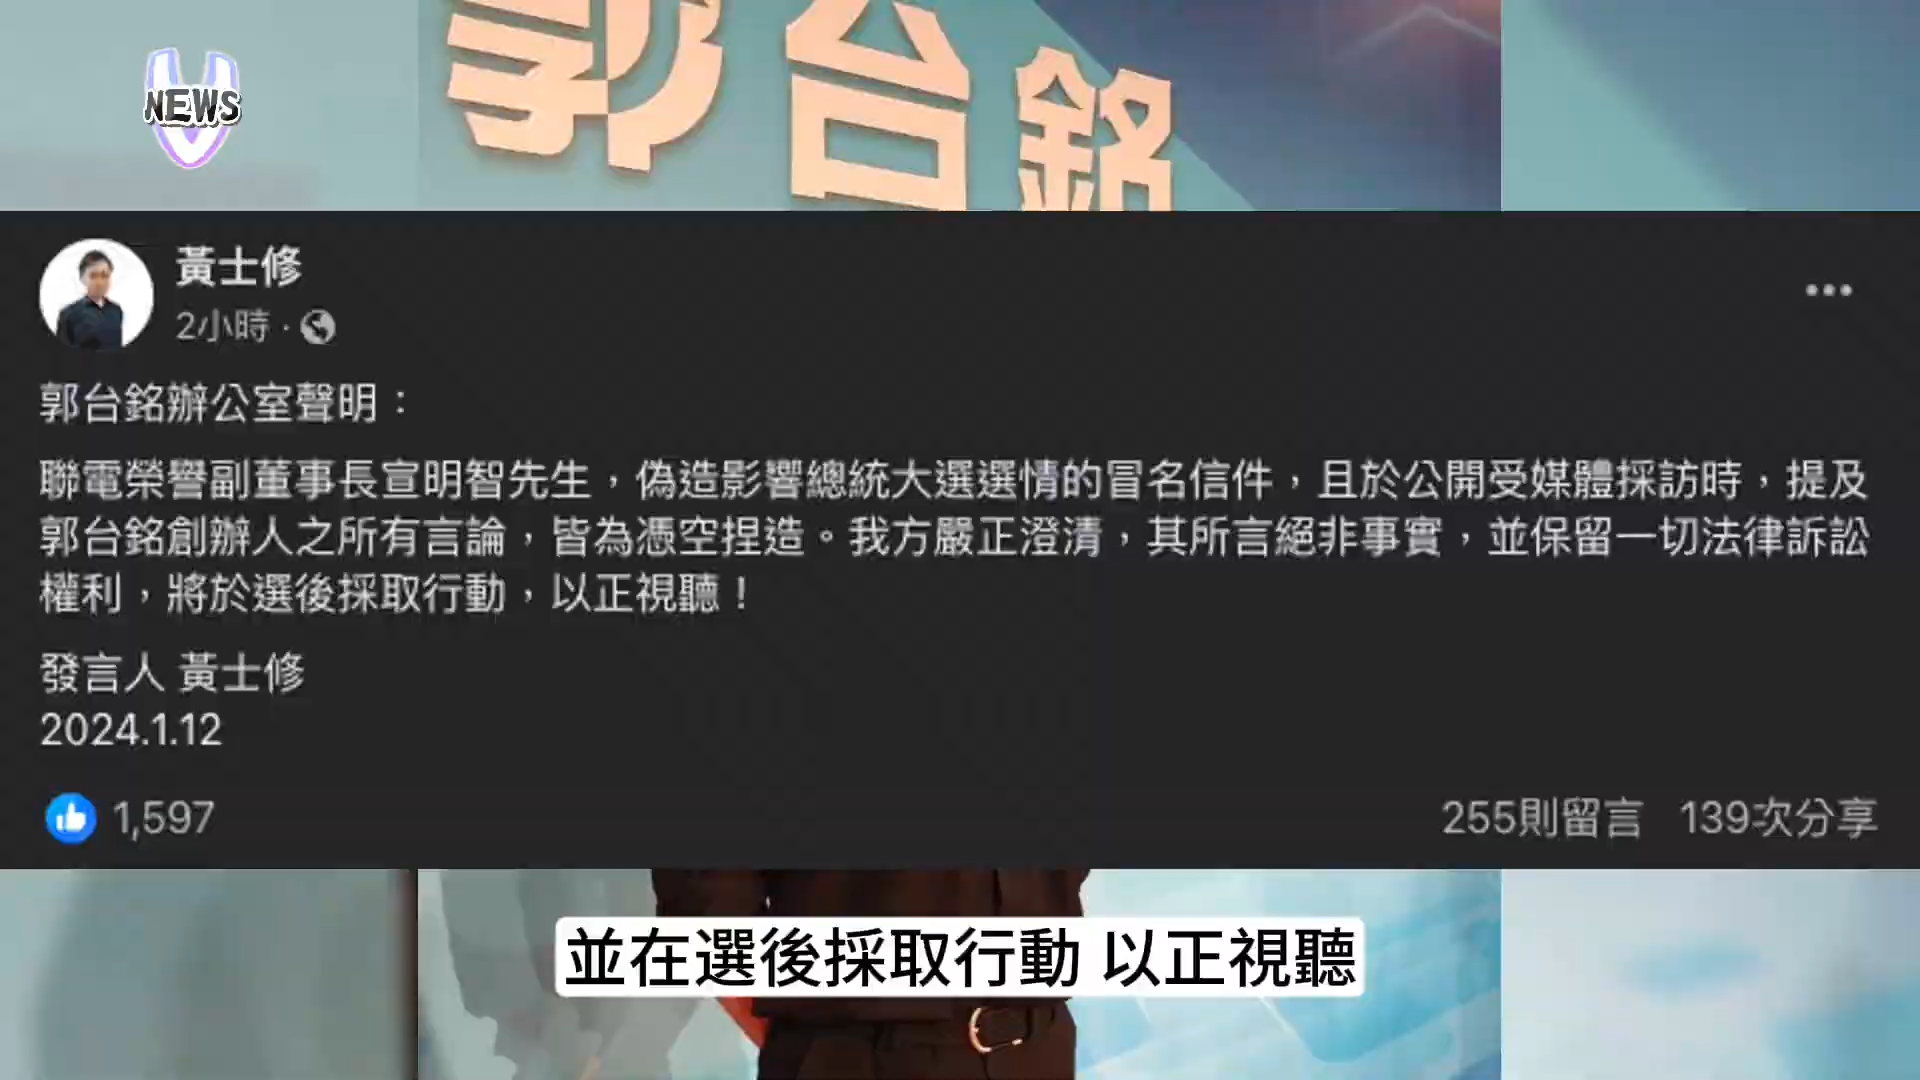 郭台銘
NEWS
黃士修
2小時 ·
郭台銘辦公室聲明：
聯電榮譽副董事長宣明智先生，偽造影響總統大選選情的冒名信件，且於公開受媒體採訪時，提及
郭台銘創辦人之所有言論，皆為憑空捏造。我方嚴正澄清，其所言絕非事實，並保留一切法律訴訟
權利，將於選後採取行動，以正視聽！
發言人 黃士修
2024.1.12
1,597
255則留言 139次分享
並在選後採取行動 以正視聽